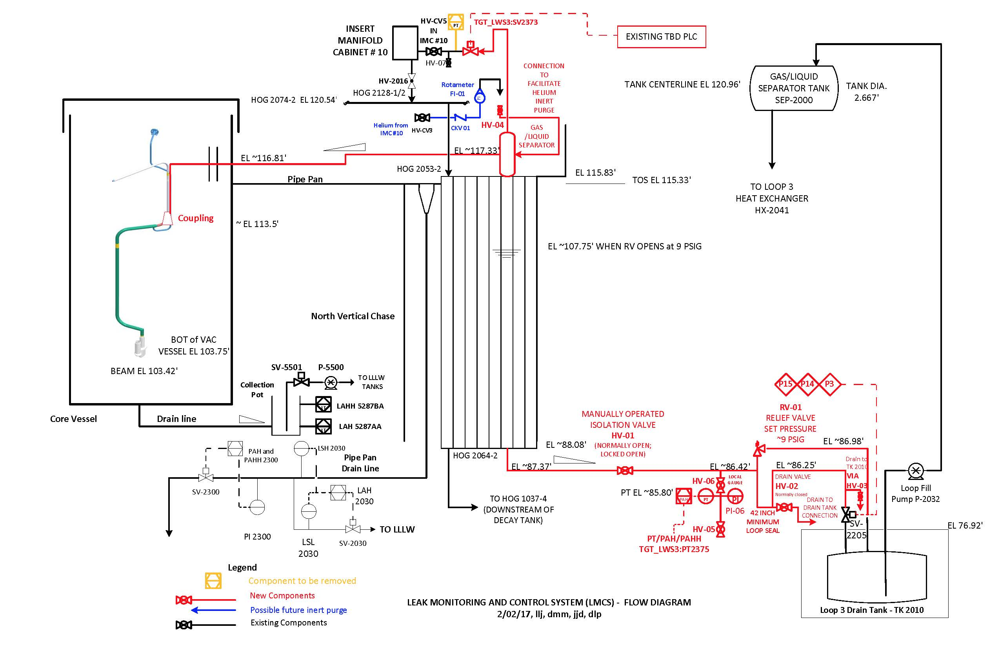 INSERT
MANIFOLD
CABINET # 10
HV-CV5
IN
IMC #10
PT
TGT_LWS3:SV2373
EXISTING TBD PLC
HV-07
HV-2016
HOG 2128-1/2
HOG 2074-2  EL 120.54'
Rotameter
FI-01
FI
CONNECTION
TO
FACILITATE
HELIUM
INERT
PURGE
Helium from
IMC#10
HV-CV3
CKV 01
HV-04
GAS
/LIQUID
SEPARATOR
TANK CENTERLINE EL 120.96'
GAS/LIQUID
SEPARATOR TANK
SEP-2000
TANK DIA.
2.667'
EL ~117.33'
EL ~116.81'
HOG 2053-2
EL 115.83'
TOS EL 115.33'
Pipe Pan
TO LOOP 3
HEAT EXCHANGER
HX-2041
Coupling
~ EL 113.5'
EL ~107.75' WHEN RV OPENS at 9 PSIG
North Vertical Chase
BOT of VAC
VESSEL EL 103.75'
BEAM EL 103.42'
SV-5501
P-5500
TO LLLW
TANKS
Collection
Pot
LT
LAHH 5287BA
LT
LAH 5287AA
Core Vessel
Drain line
P15
P14
P3
MANUALLY OPERATED
ISOLATION VALVE
HV-01
(NORMALLY OPEN;
LOCKED OPEN)
RV-01
RELIEF VALVE
SET PRESSURE
~9 PSIG
EL ~86.98'
EL ~88.08'
HOG 2064-2
EL ~87.37'
EL ~86.42'
EL ~86.25'
Drain to
TK 2010
VIA
HV-03
PAH and
PAHH 2300
LSH 2030
Pipe Pan
Drain Line
SV-2300
LAH
2030
PI 2300
LSL
2030
SV-2030
TO LLLW
TO HOG 1037-4
(DOWNSTREAM OF
DECAY TANK)
HV-06
LOCAL
GAUGE
PT EL ~85.80'
PAH
PT
PI
PI-06
HV-05
PT/PAH/PAHH
TGT_LWS3:PT2375
DRAIN VALVE
HV-02
Normally closed
DRAIN TO
DRAIN TANK
CONNECTION
42 INCH
MINIMUM
LOOP SEAL
SV-
2205
Loop Fill
Pump P-2032
EL 76.92'
Loop 3 Drain Tank - TK 2010
Legend
Component to be removed
New Components
Possible future inert purge
Existing Components
LEAK MONITORING AND CONTROL SYSTEM (LMCS) -  FLOW DIAGRAM
2/02/17, llj, dmm, jjd, dlp